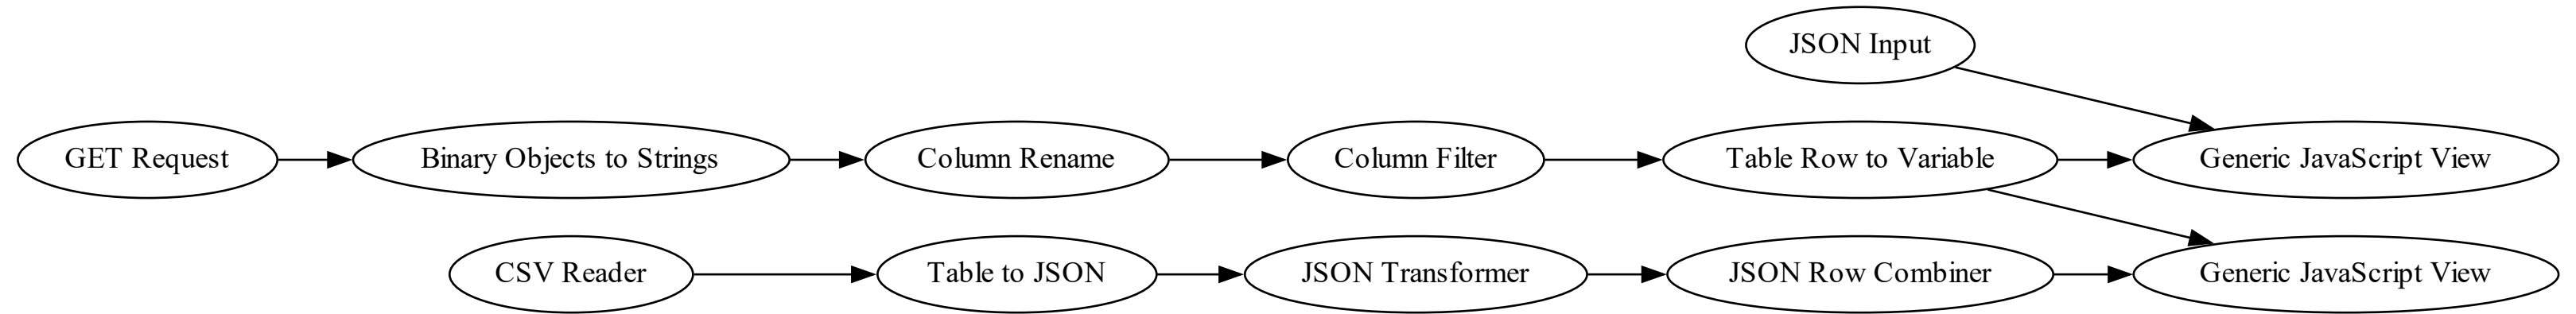 JSON Input
GET Request
Binary Objects to Strings
Column Rename
Column Filter
Table Row to Variable
Generic JavaScript View
CSV Reader
Table to JSON
JSON Transformer
JSON Row Combiner
Generic JavaScript View